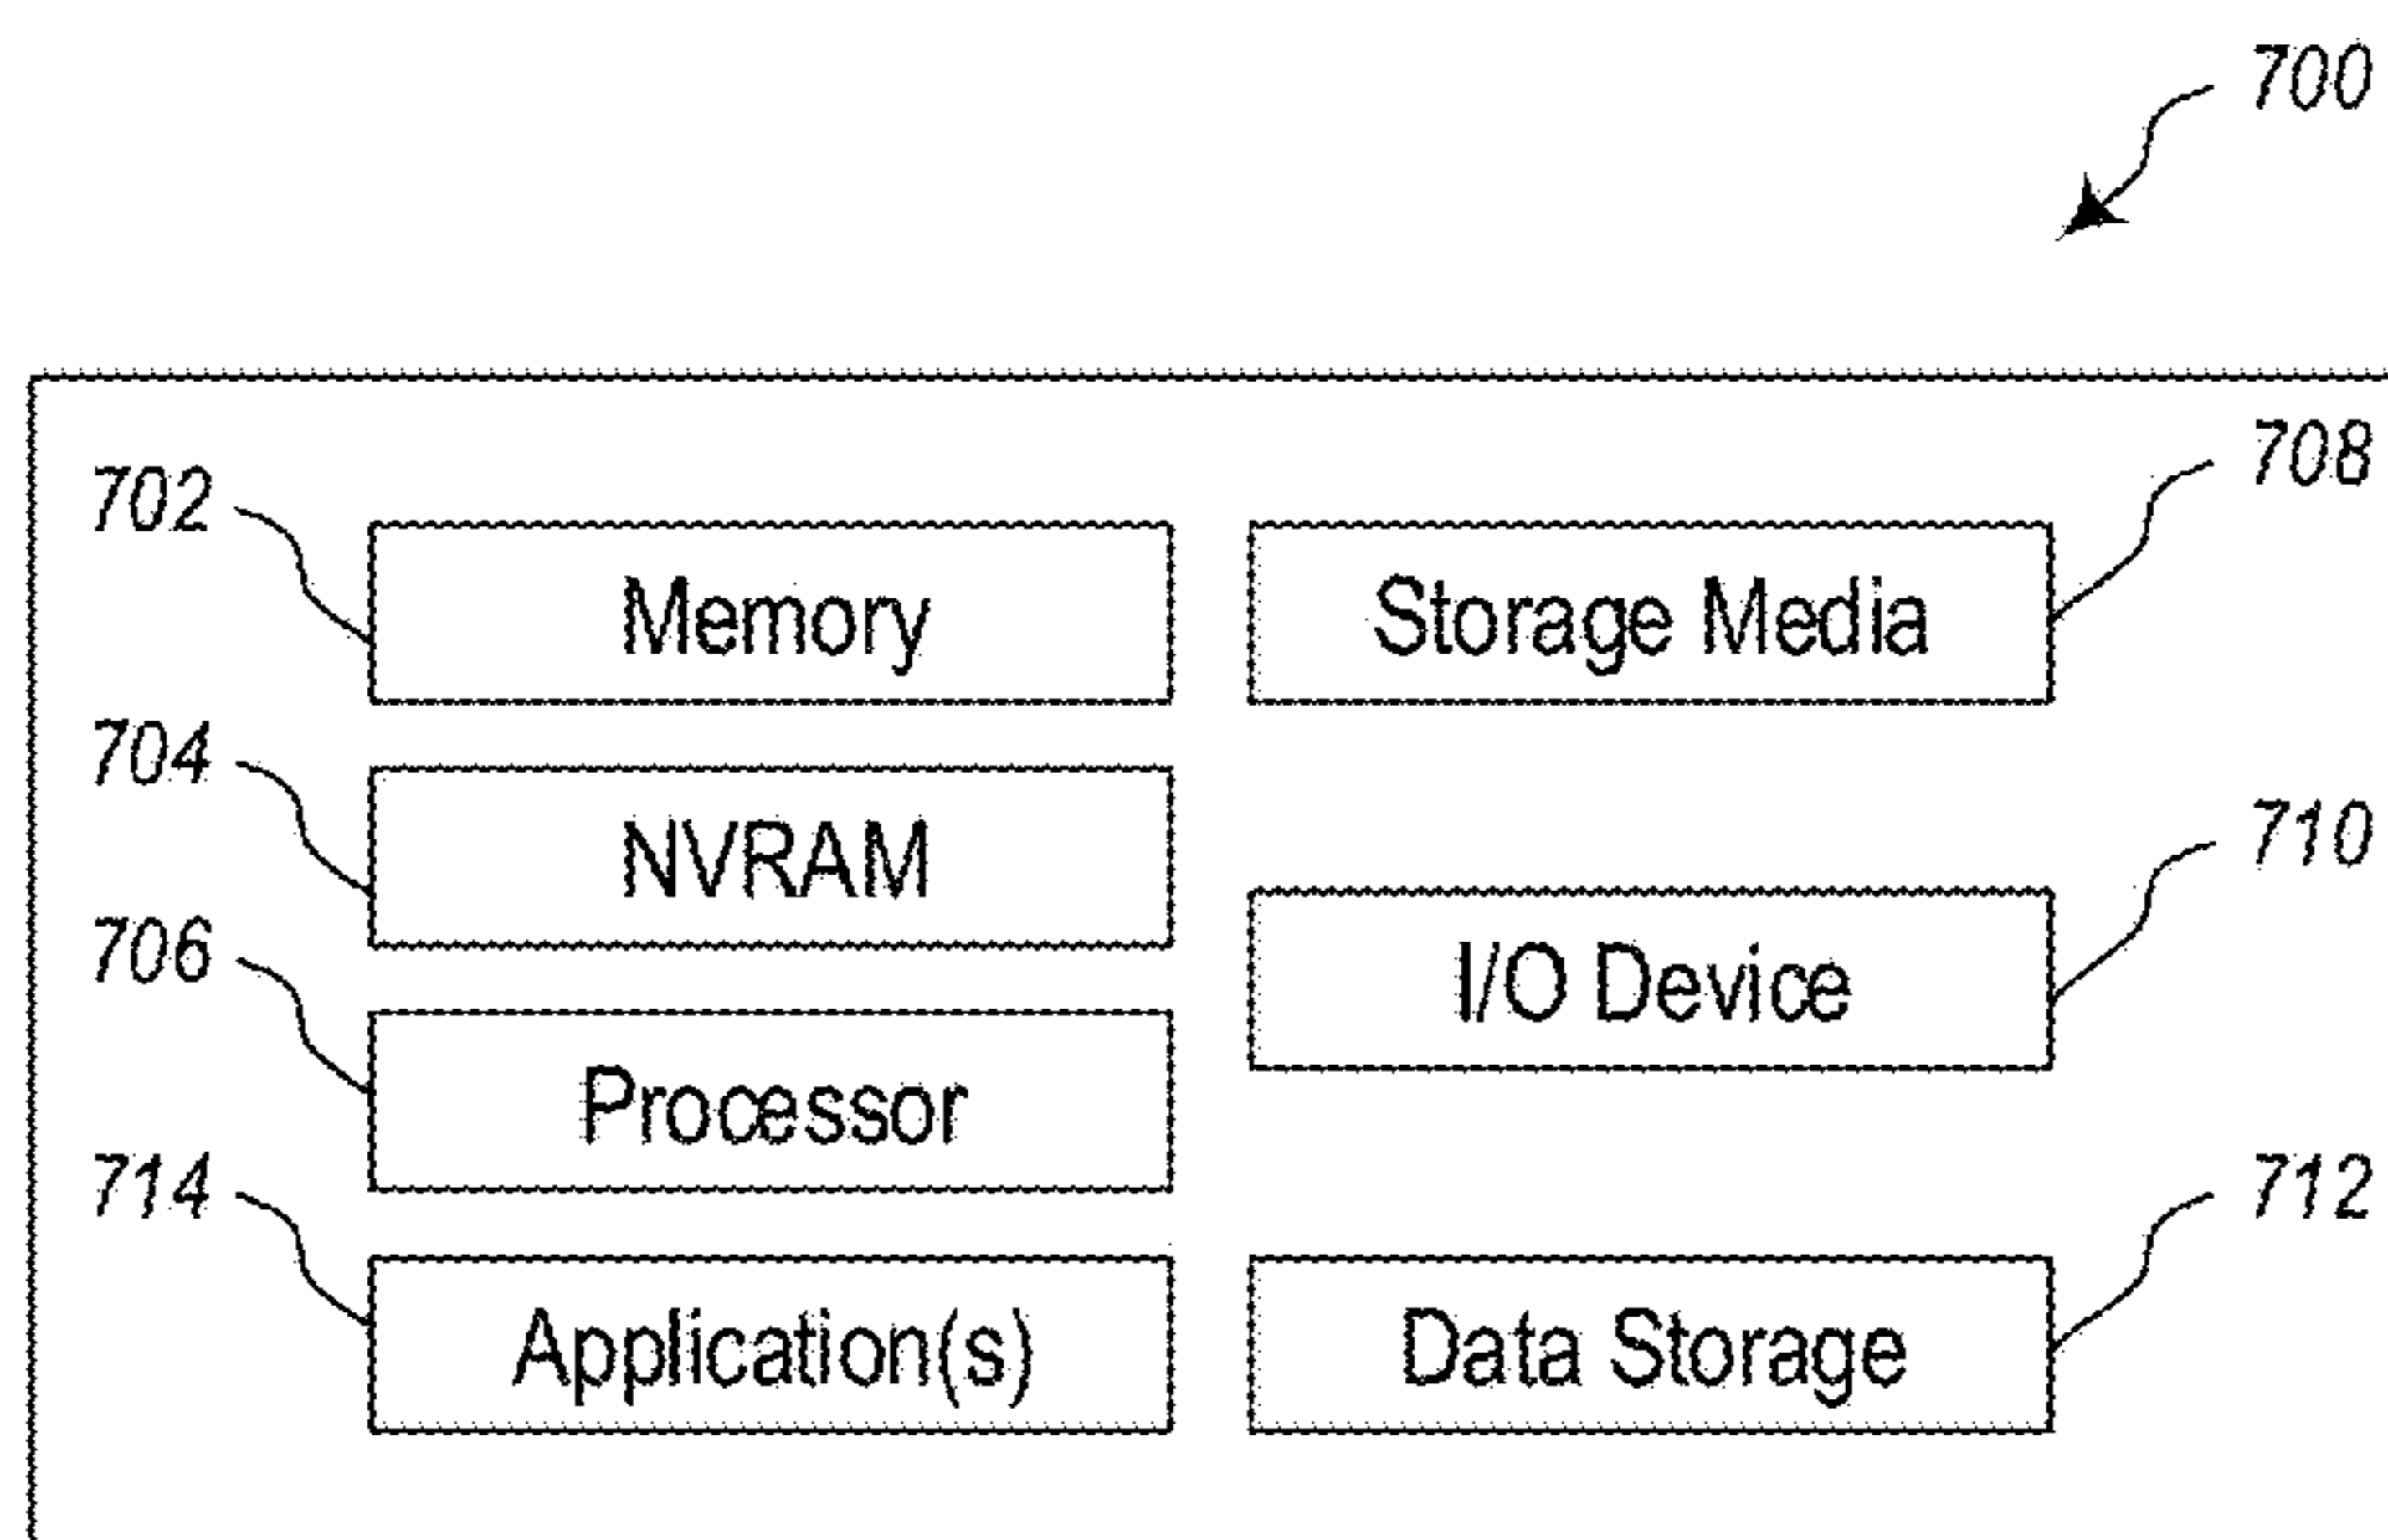 700
708
702
Memory
Storage Media
704
NVRAM
710
706
I/O Device
Processor
714
712
Application(s)
Data Storage